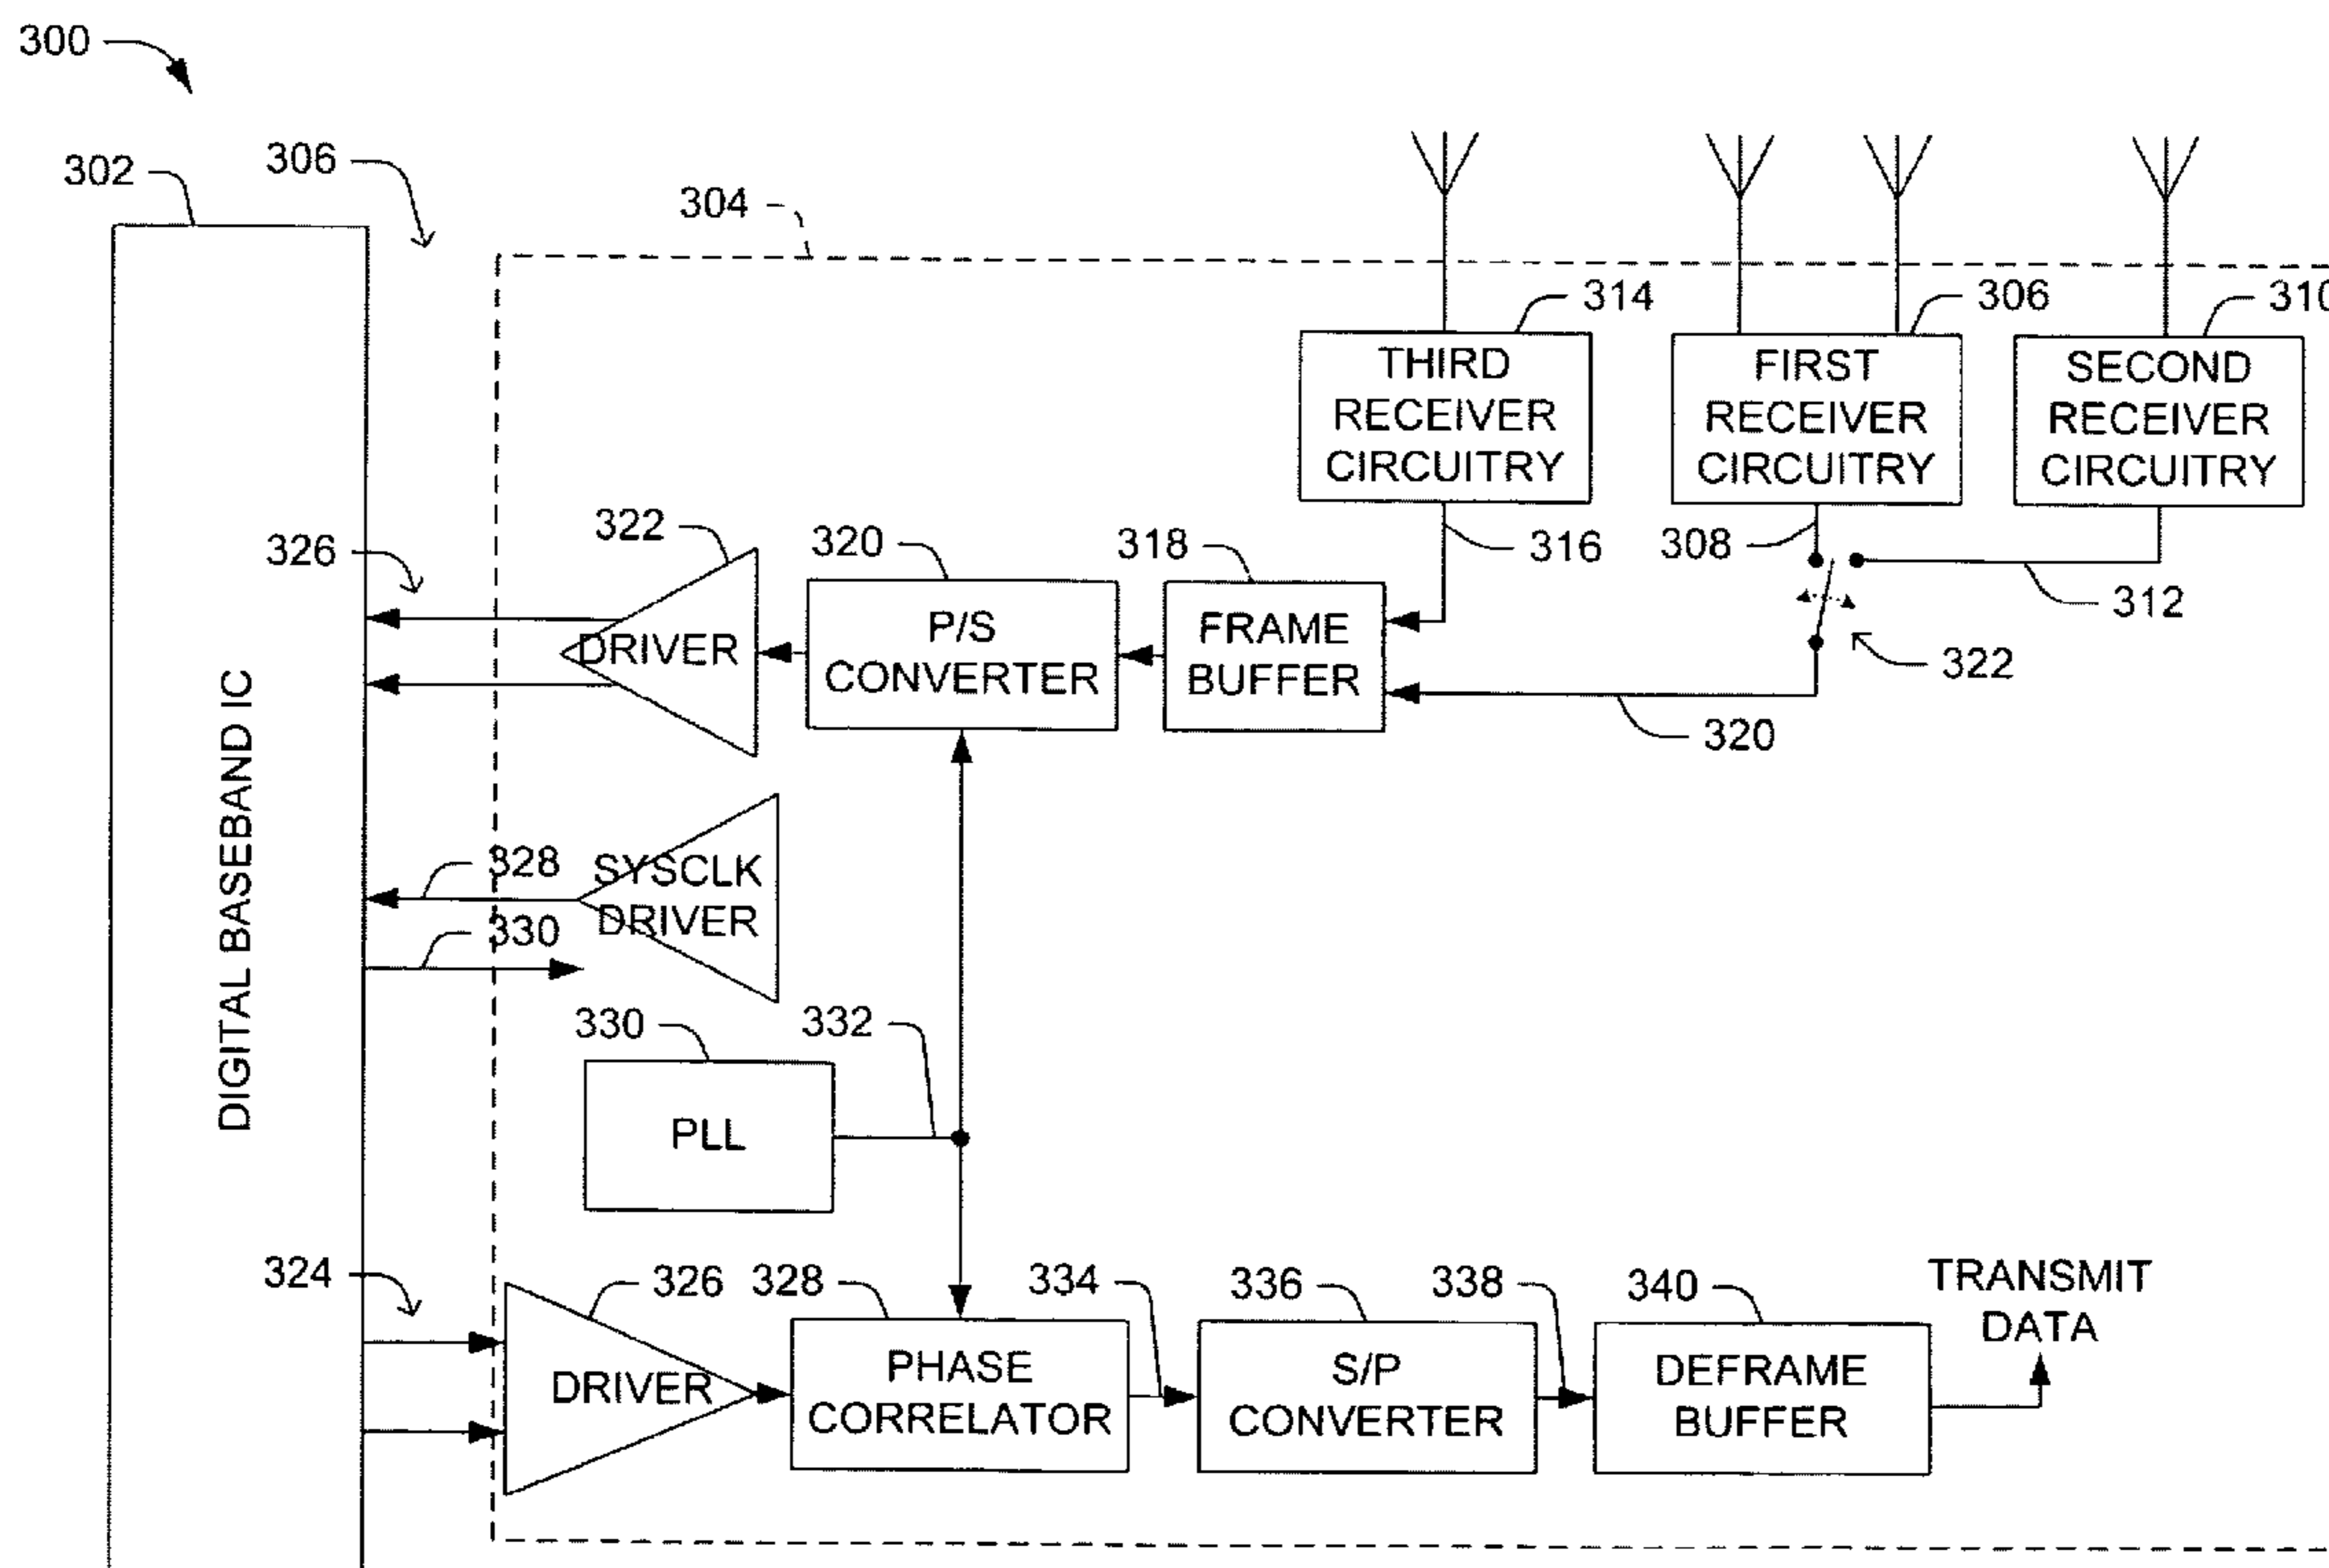 300
302
306
304
314
306
310
THIRD
RECEIVER
CIRCUITRY
FIRST
RECEIVER
CIRCUITRY
SECOND
RECEIVER
CIRCUITRY
326
322
320
318
316
308
312
DRIVER
P/S
CONVERTER
FRAME
BUFFER
322
320
DIGITAL BASEBAND IC
328
SYSCLK
DRIVER
330
330
332
PLL
324
326
328
334
336
338
340
TRANSMIT
DATA
DRIVER
PHASE
CORRELATOR
S/P
CONVERTER
DEFRAME
BUFFER